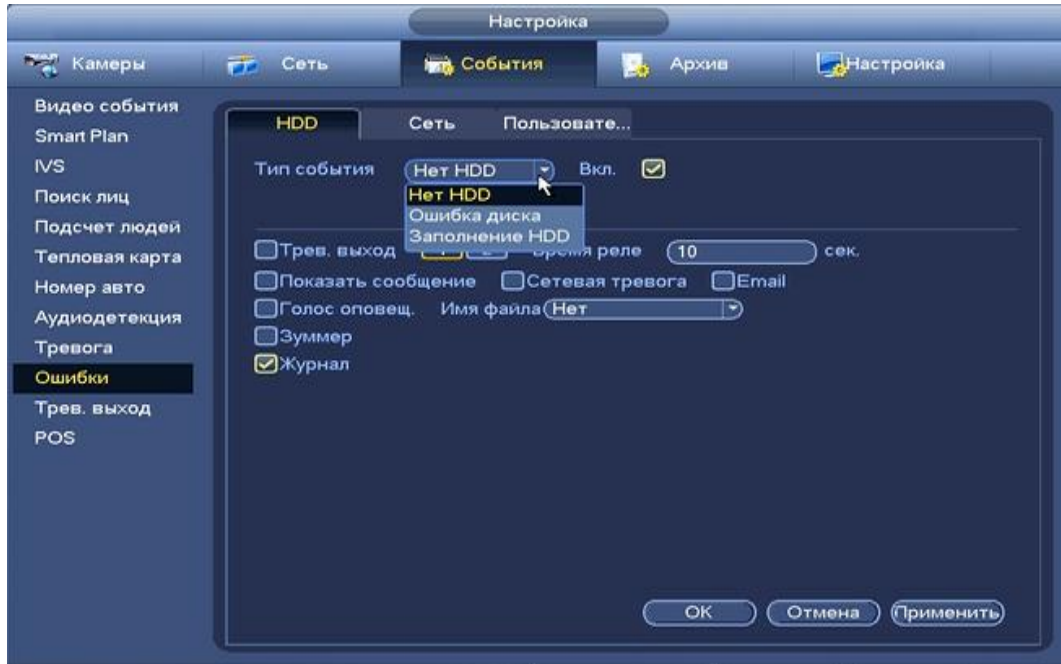 Настройка
Камеры Сеть События Архив Настройка
Видео события
Smart Plan
IVS
Поиск лиц
Подсчет людей
Тепловая карта
Номер авто
Аудиодетекция
Тревога
Ошибки
Трев. выход
POS
HDD Сеть Пользовате...
Тип события Нет HDD Вкл.
Нет HDD
Ошибка диска
Заполнение HDD
Трев. выход реле 10 сек.
Показать сообщение Сетевая тревога Email
Голос оповещ. Имя файла Нет
Зуммер
Журнал
OK Отмена Применить